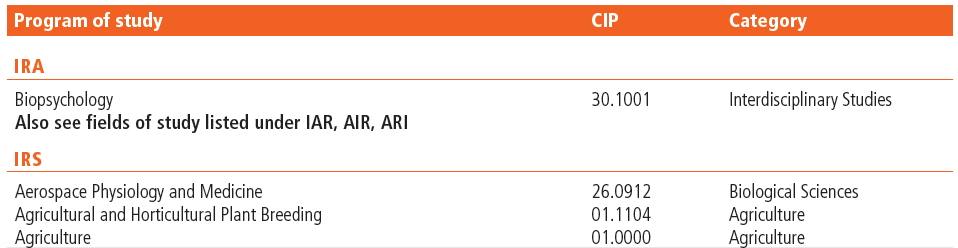 Program of study CIP Category
IRA
Biopsychology 30.1001 Interdisciplinary Studies
Also see fields of study listed under IAR, AIR, ARI
IRS
Aerospace Physiology and Medicine 26.0912 Biological Sciences
Agricultural and Horticultural Plant Breeding 01.1104 Agriculture
Agriculture 01.0000 Agriculture